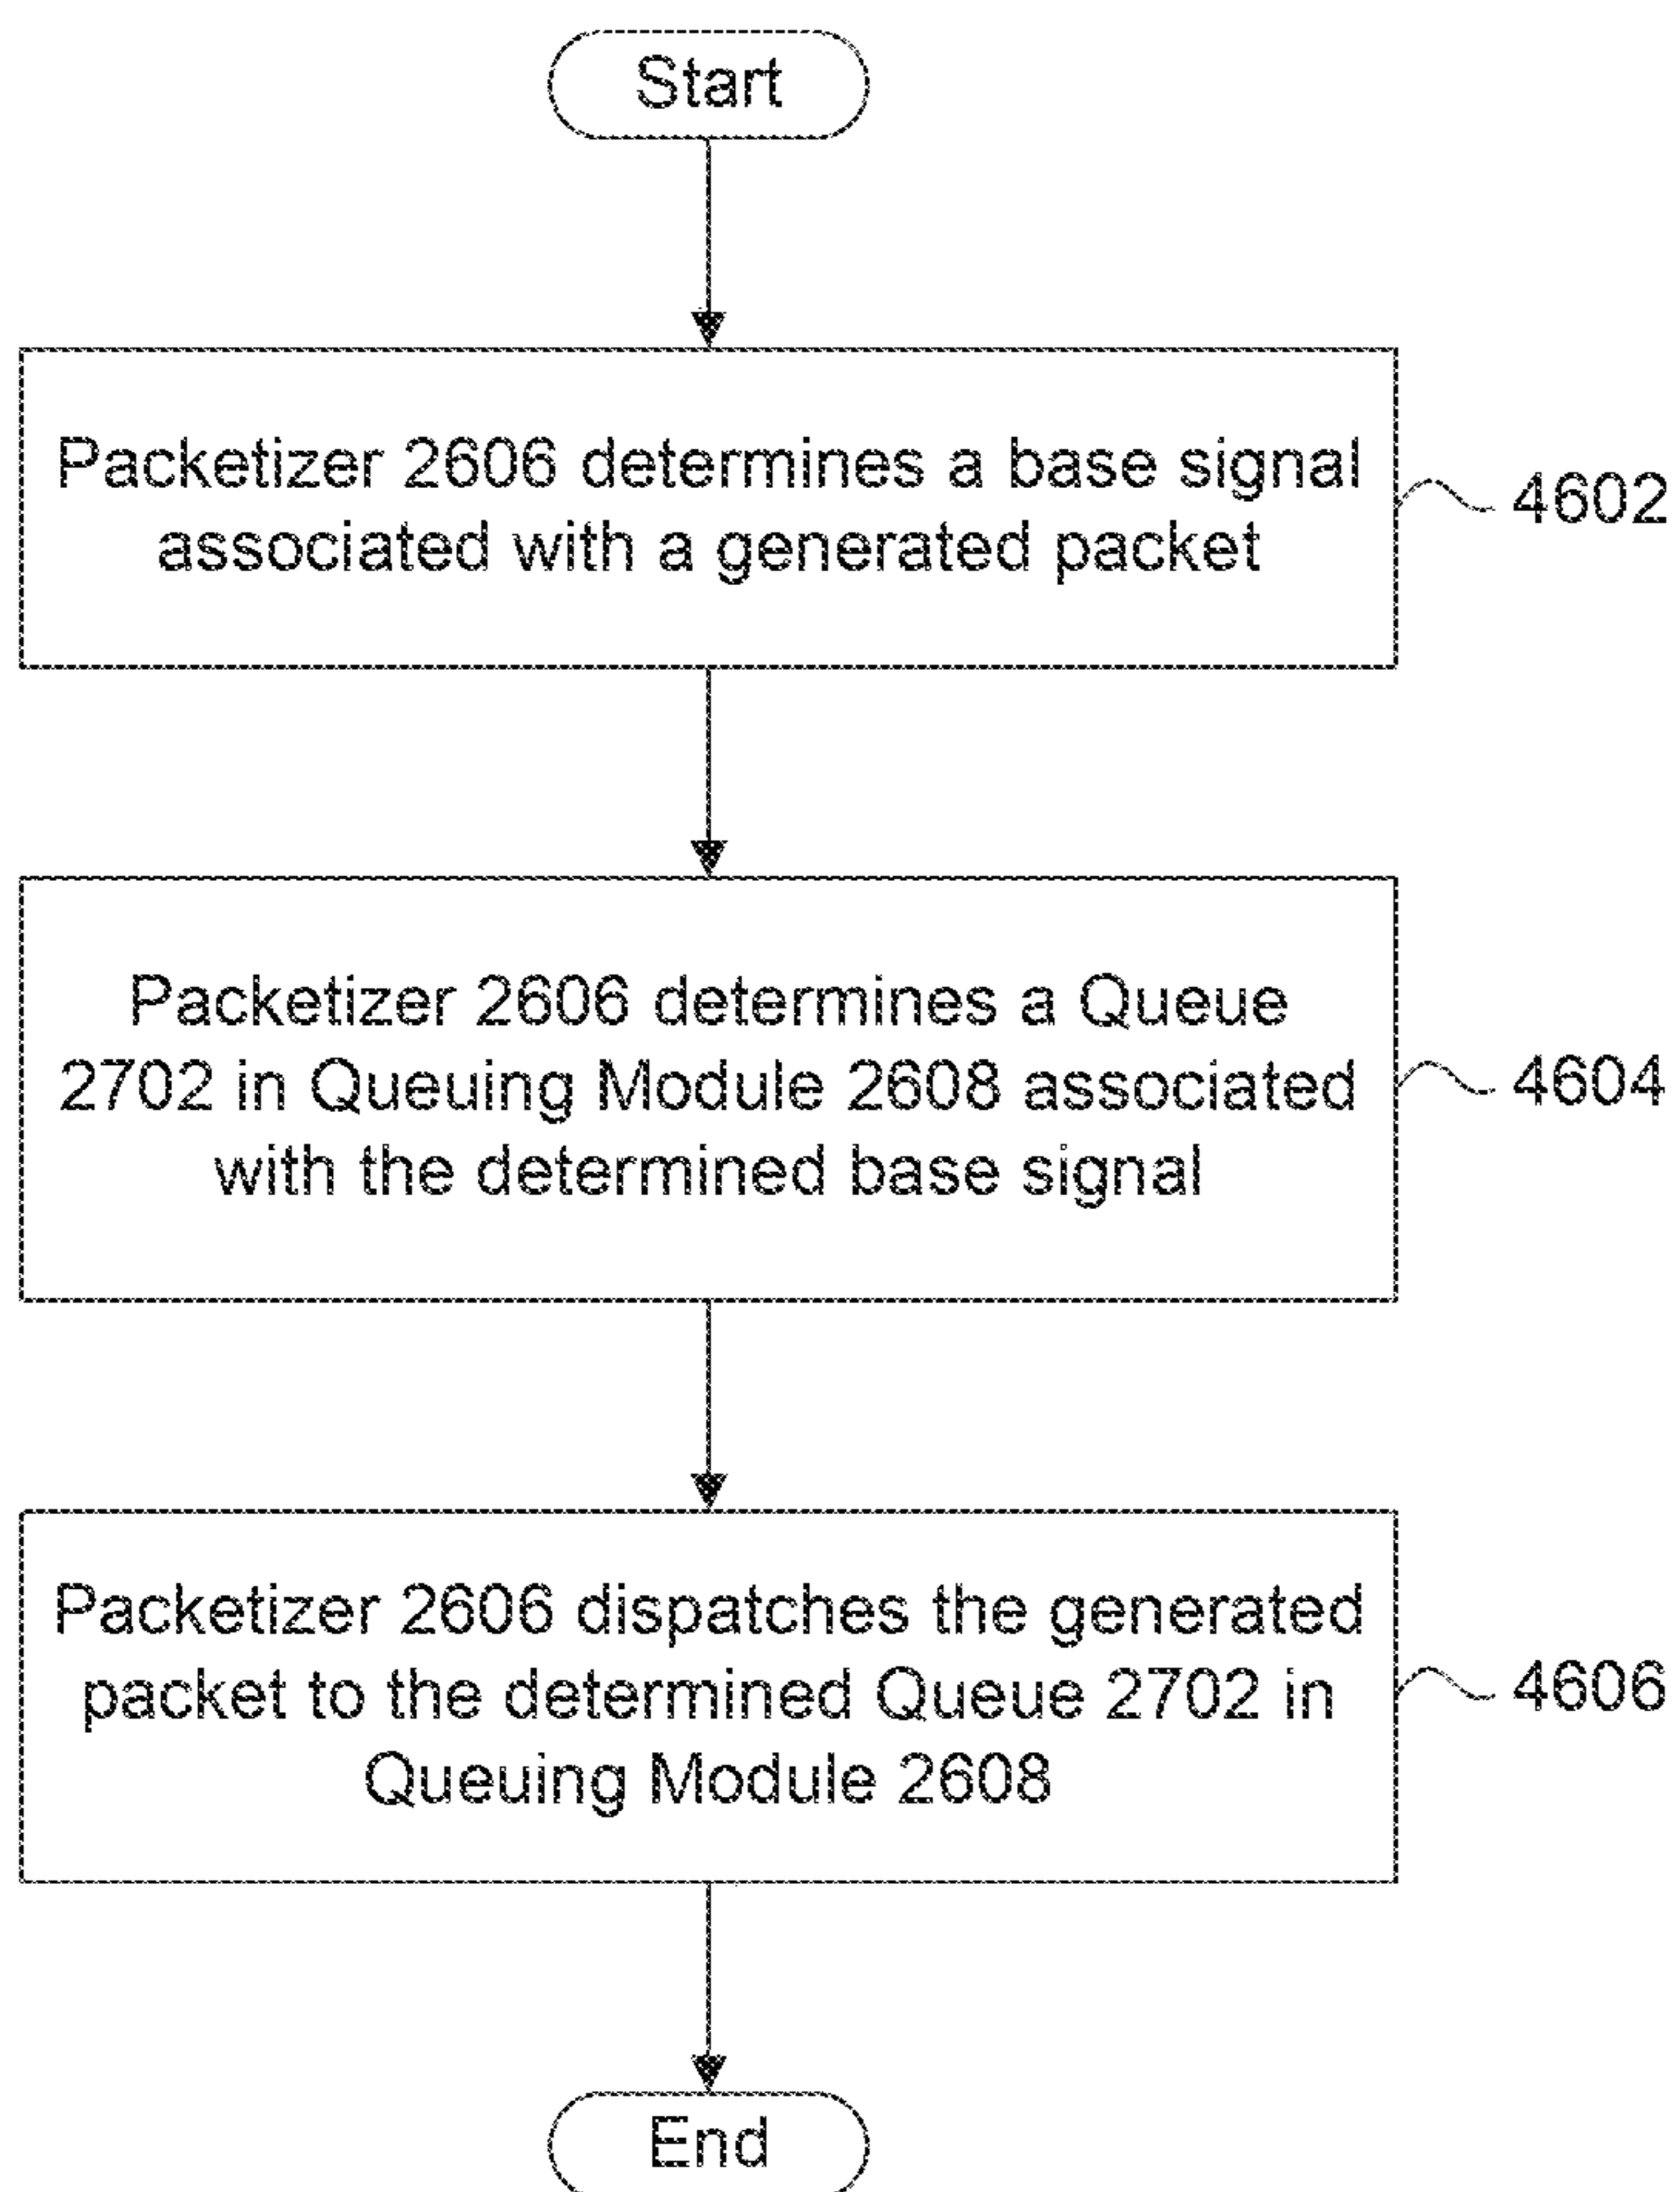 Start
Packetizer 2606 determines a base signal
associated with a generated packet
4602
Packetizer 2606 determines a Queue
2702 in Queuing Module 2608 associated
with the determined base signal
4604
Packetizer 2606 dispatches the generated
packet to the determined Queue 2702 in
Queuing Module 2608
4606
End